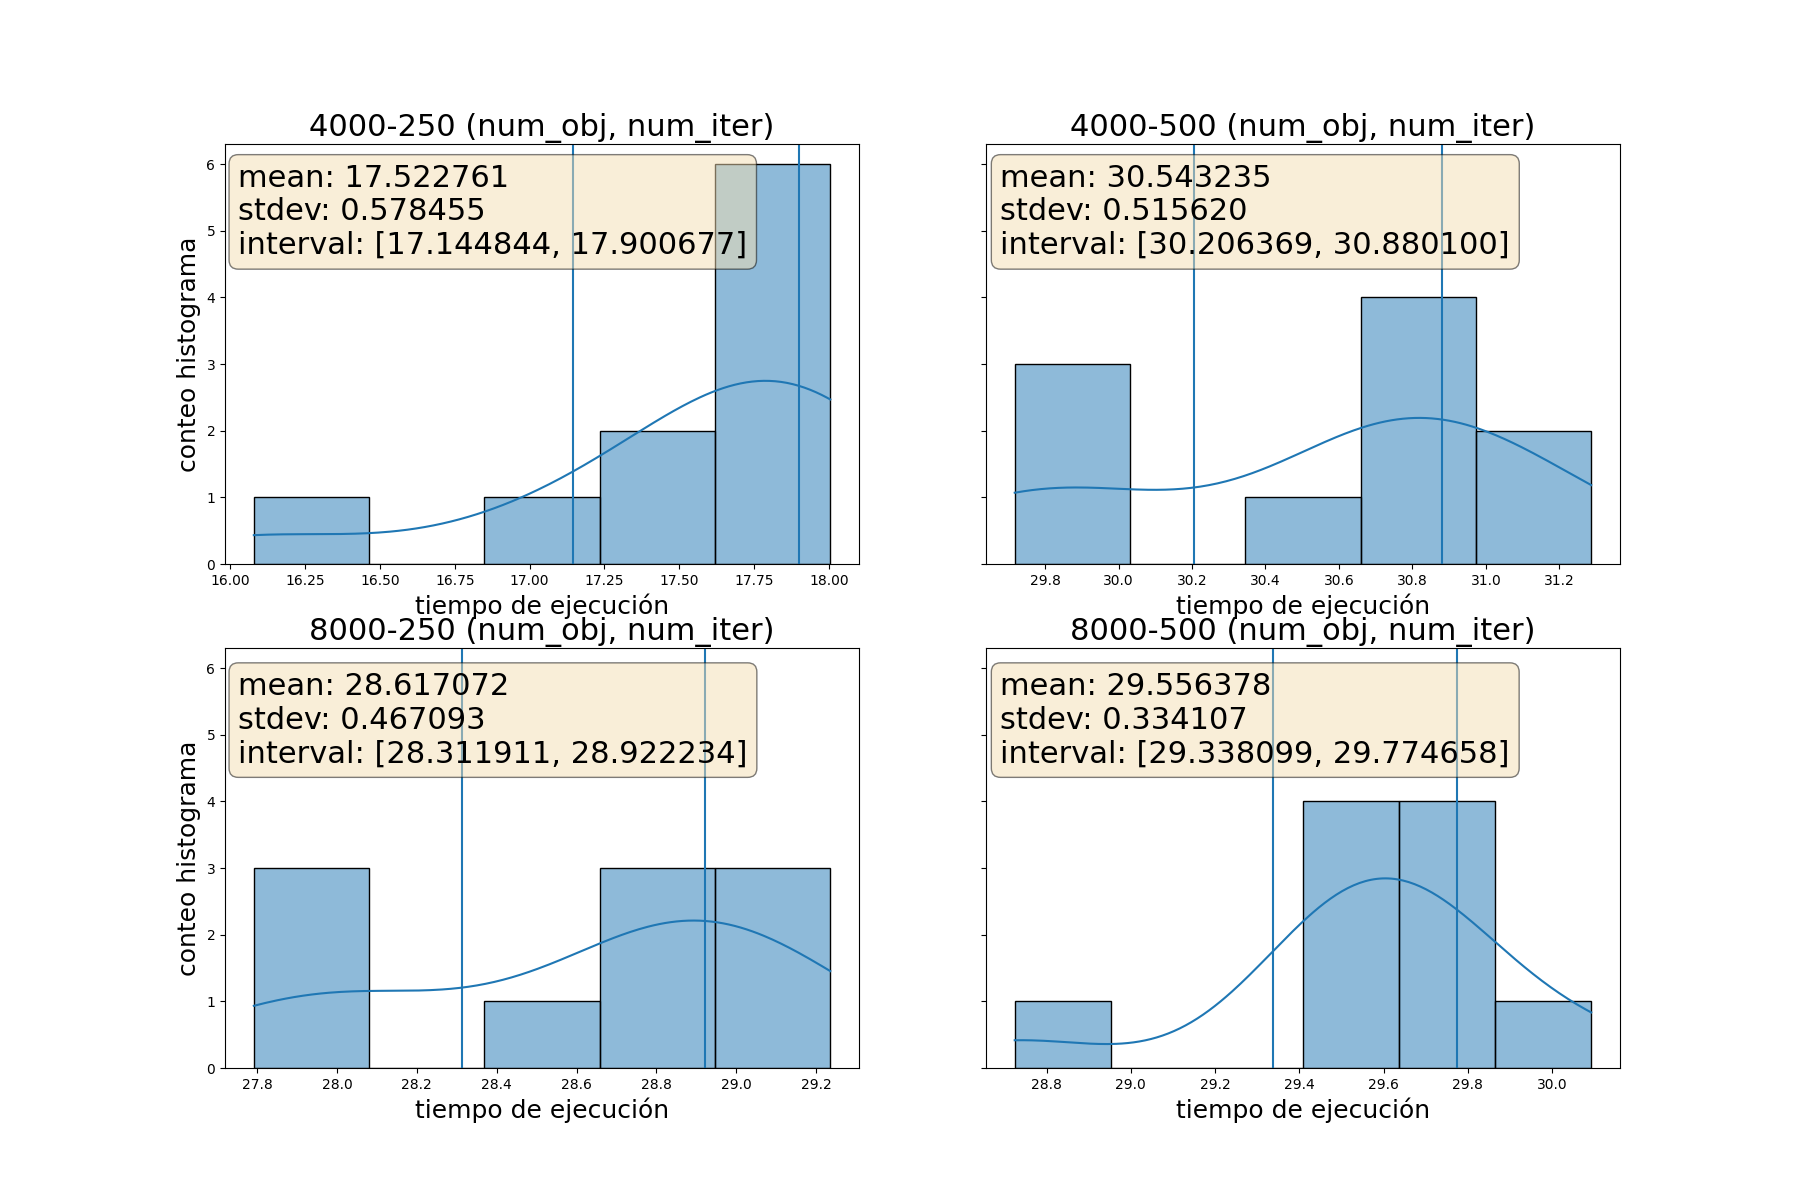 4000-250 (num_obj, num_iter)
mean: 17.522761
stdev: 0.578455
interval: [17.144844, 17.900677]
conteo histograma
6
5
4
3
2
1
0
16.00 16.25 16.50 16.75 17.00 17.25 17.50 17.75 18.00
tiempo de ejecución
4000-500 (num_obj, num_iter)
mean: 30.543235
stdev: 0.515620
interval: [30.206369, 30.880100]
29.8 30.0 30.2 30.4 30.6 30.8 31.0 31.2
tiempo de ejecución
8000-250 (num_obj, num_iter)
mean: 28.617072
stdev: 0.467093
interval: [28.311911, 28.922234]
conteo histograma
6
5
4
3
2
1
0
27.8 28.0 28.2 28.4 28.6 28.8 29.0 29.2
tiempo de ejecución
8000-500 (num_obj, num_iter)
mean: 29.556378
stdev: 0.334107
interval: [29.338099, 29.774658]
28.8 29.0 29.2 29.4 29.6 29.8 30.0
tiempo de ejecución